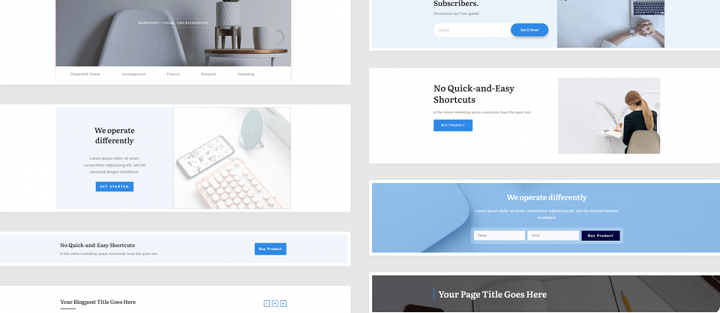 SHAPESHIFT THEME, UNCATEGORIZED
ShapeShift Theme
Uncategorized
Finance
Research
Marketing
We operate
differently
Lorem ipsum dolor sit amet,
consectetur adipiscing elit, sed do
eiusmod tempor incididunt.
GET STARTED
No Quick-and-Easy Shortcuts
In the online marketing space, everybody loves the quick win.
Buy Product
Your Blogpost Title Goes Here
Subscribers.
Download our free guide!
Email
Get It Now!
No Quick-and-Easy
Shortcuts
In the online marketing space, everybody loves the quick win.
BUY PRODUCT
We operate differently
Lorem ipsum dolor sit amet, consectetur adipiscing elit, sed do eiusmod tempor
incididunt.
Name
Email
Buy Product
Your Page Title Goes Here